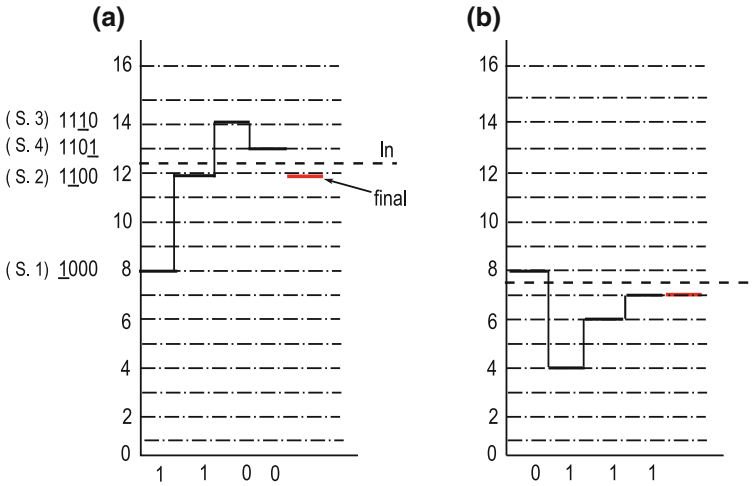 (a)
16
(S. 3) 1110 14
(S. 4) 1101
In
(S. 2) 1100 12
final
10
(S. 1) 1000 8
6
4
2
0
1 1 0 0
(b)
16
14
12
10
8
6
4
2
0
0 1 1 1